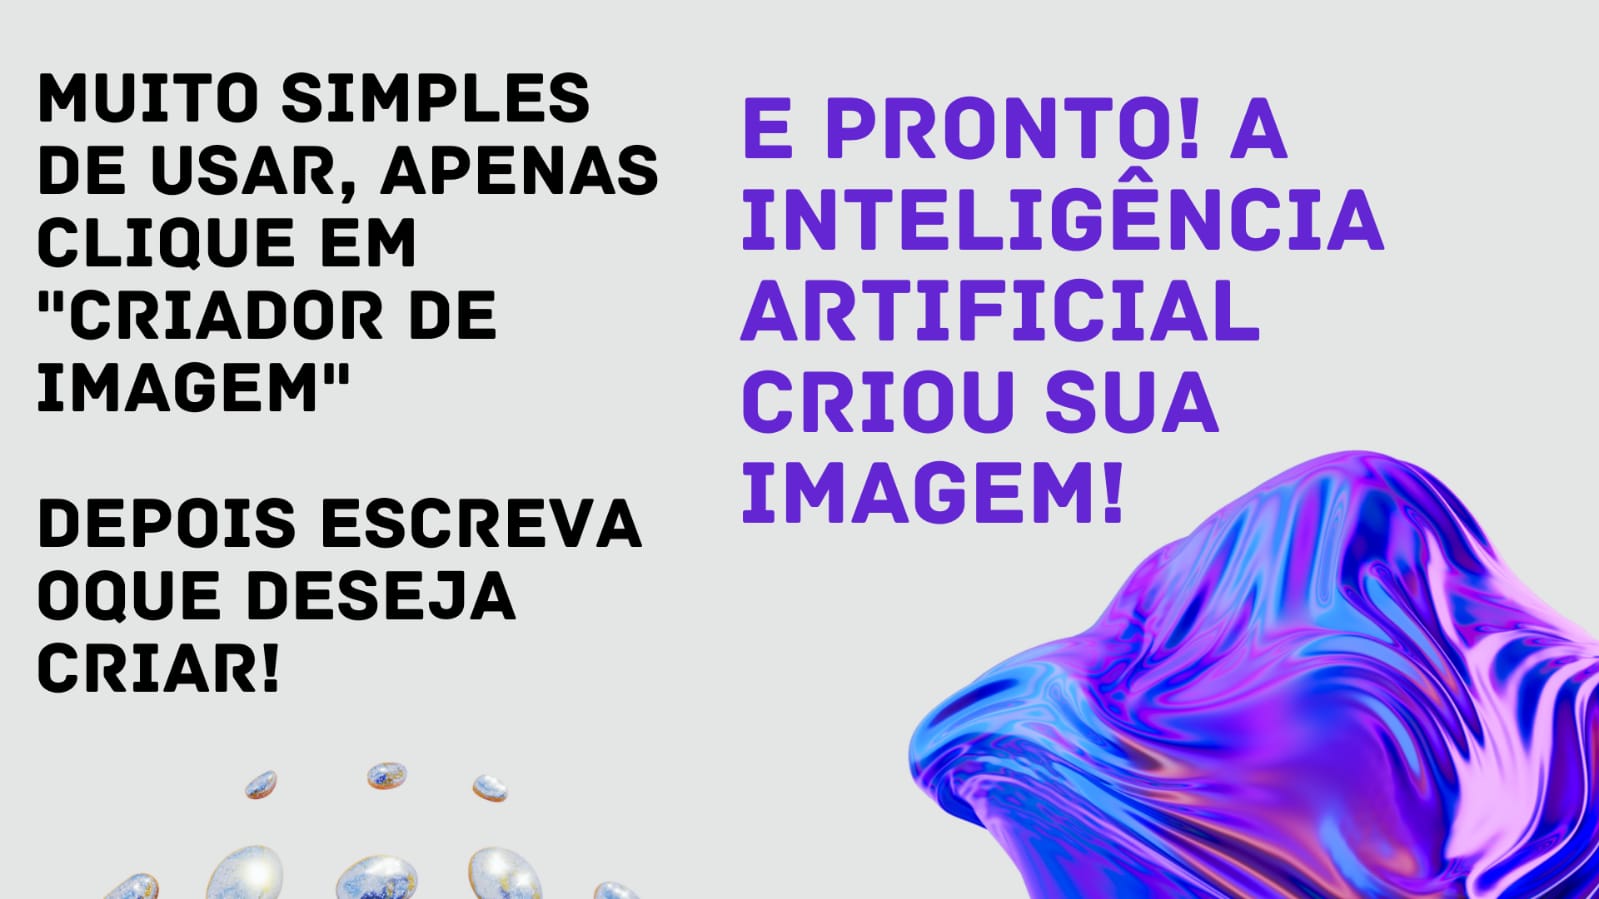 MUITO SIMPLES
DE USAR, APENAS
CLIQUE EM
"CRIADOR DE
IMAGEM"
DEPOIS ESCREVA
OQUE DESEJA
CRIAR!
E PRONTO! A
INTELIGÊNCIA
ARTIFICIAL
CRIOU SUA
IMAGEM!